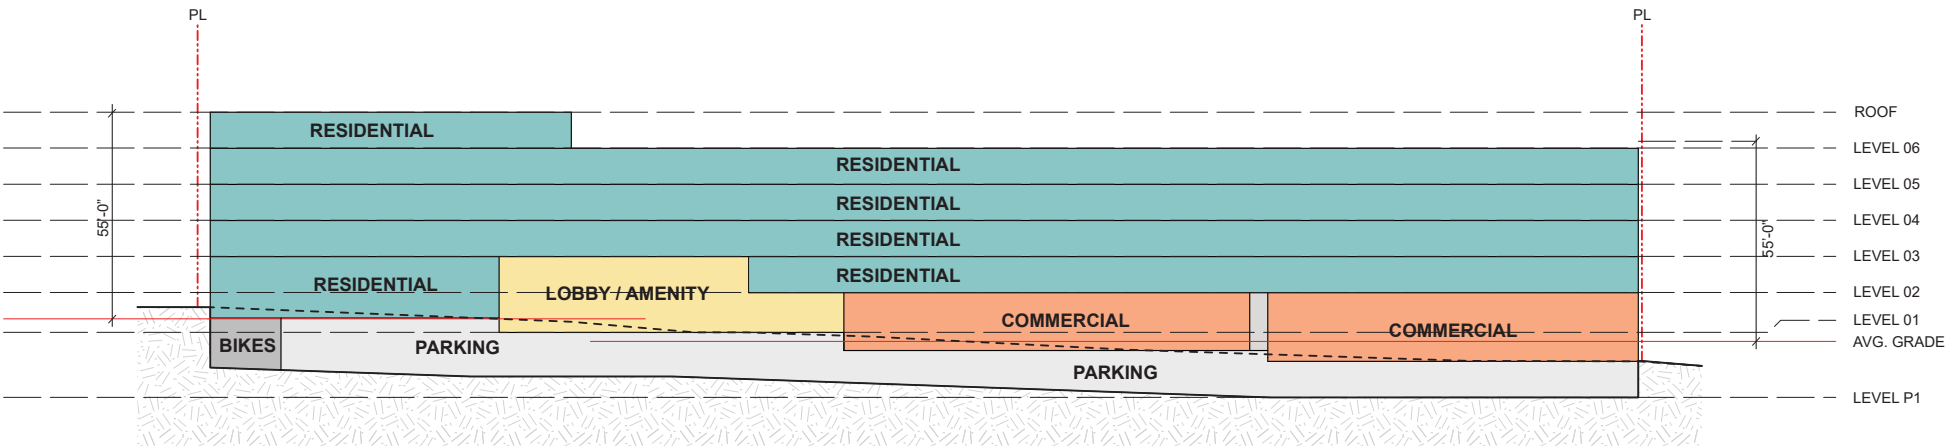 PL
PL
ROOF
RESIDENTIAL
LEVEL 06
RESIDENTIAL
LEVEL 05
RESIDENTIAL
55'-0"
LEVEL 04
55'-0"
RESIDENTIAL
LEVEL 03
RESIDENTIAL
RESIDENTIAL
LOBBY / AMENITY
LEVEL 02
COMMERCIAL
LEVEL 01
COMMERCIAL
AVG. GRADE
BIKES
PARKING
PARKING
LEVEL P1